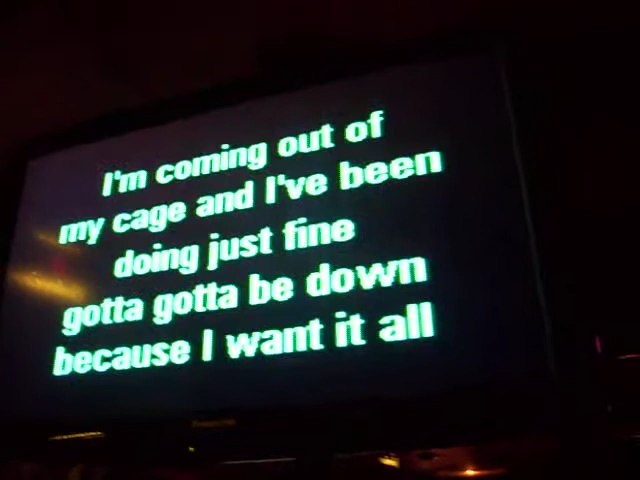 I'm coming out of
my cage and I've been
doing just fine
gotta gotta be down
because I want it all